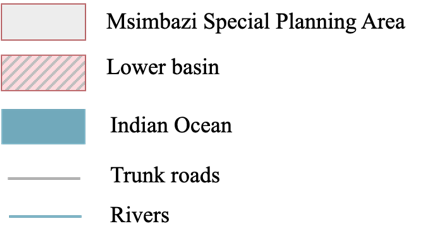 Msimbazi Special Planning Area
Lower basin
Indian Ocean
Trunk roads
Rivers